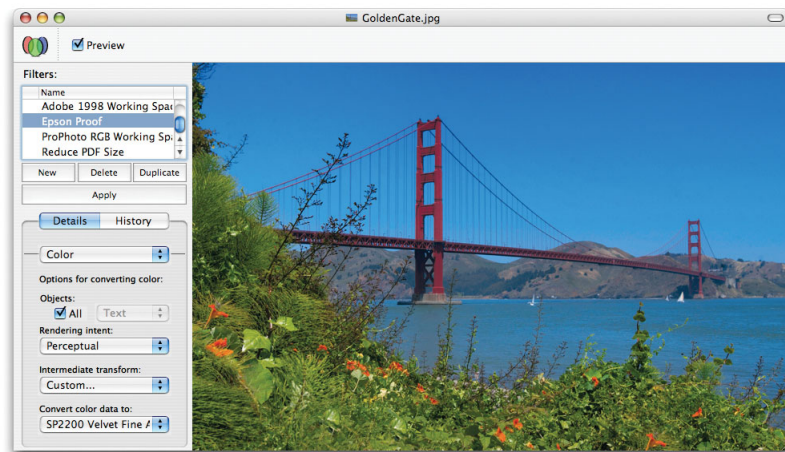 GoldenGate.jpg
Preview
Filters:
Name
Adobe 1998 Working Spac
Epson Proof
ProPhoto RGB Working Sp
Reduce PDF Size
New Delete Duplicate
Apply
Details History
Color
Options for converting color:
Objects:
All Text
Rendering intent:
Perceptual
Intermediate transform:
Custom...
Convert color data to:
SP2200 Velvet Fine A